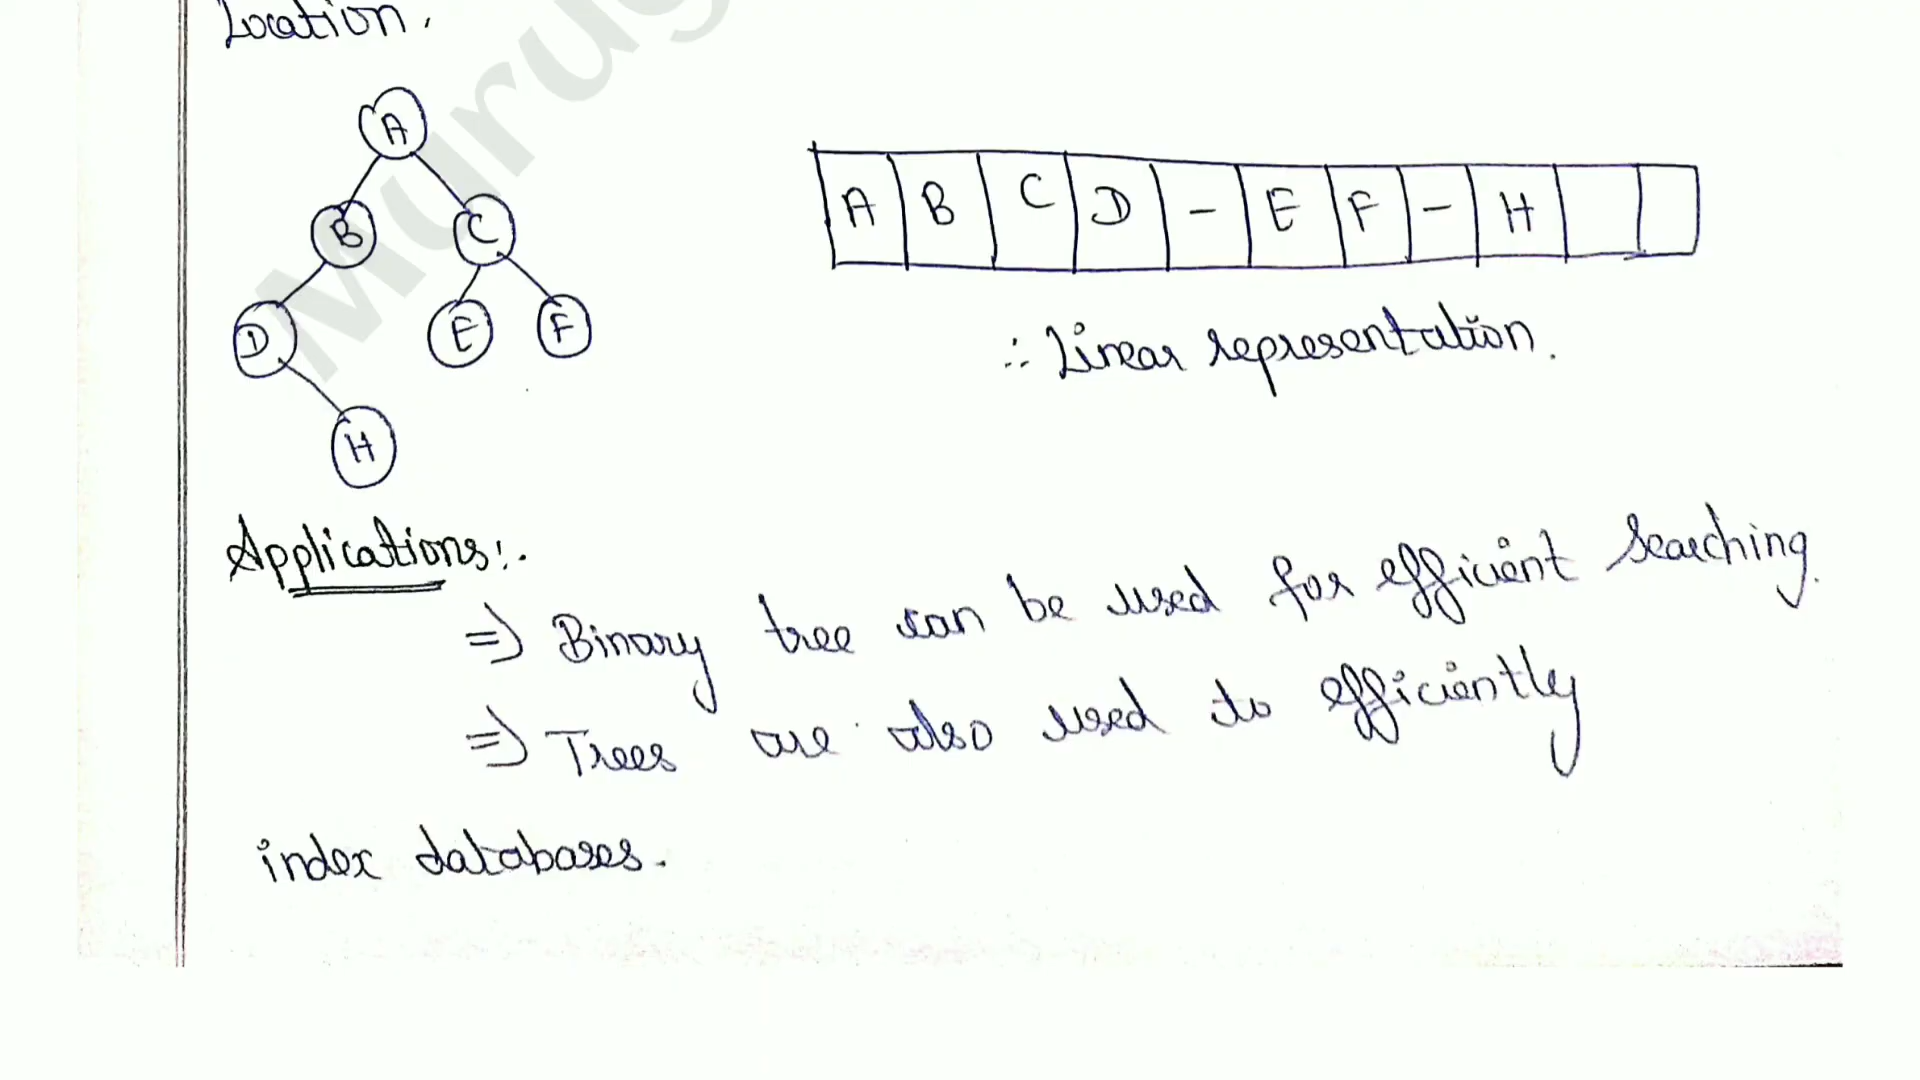 Location.
A
B C
D E F
H
A B C D - E F - H
∴ Linear representation.
Applications:-
=> Binary tree can be used for efficient searching.
=> Trees are also used to efficiently
index databases.